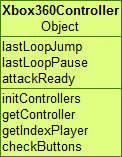 Xbox360Controller
Object
lastLoopJump
lastLoopPause
attackReady
initControllers
getController
getIndexPlayer
checkButtons